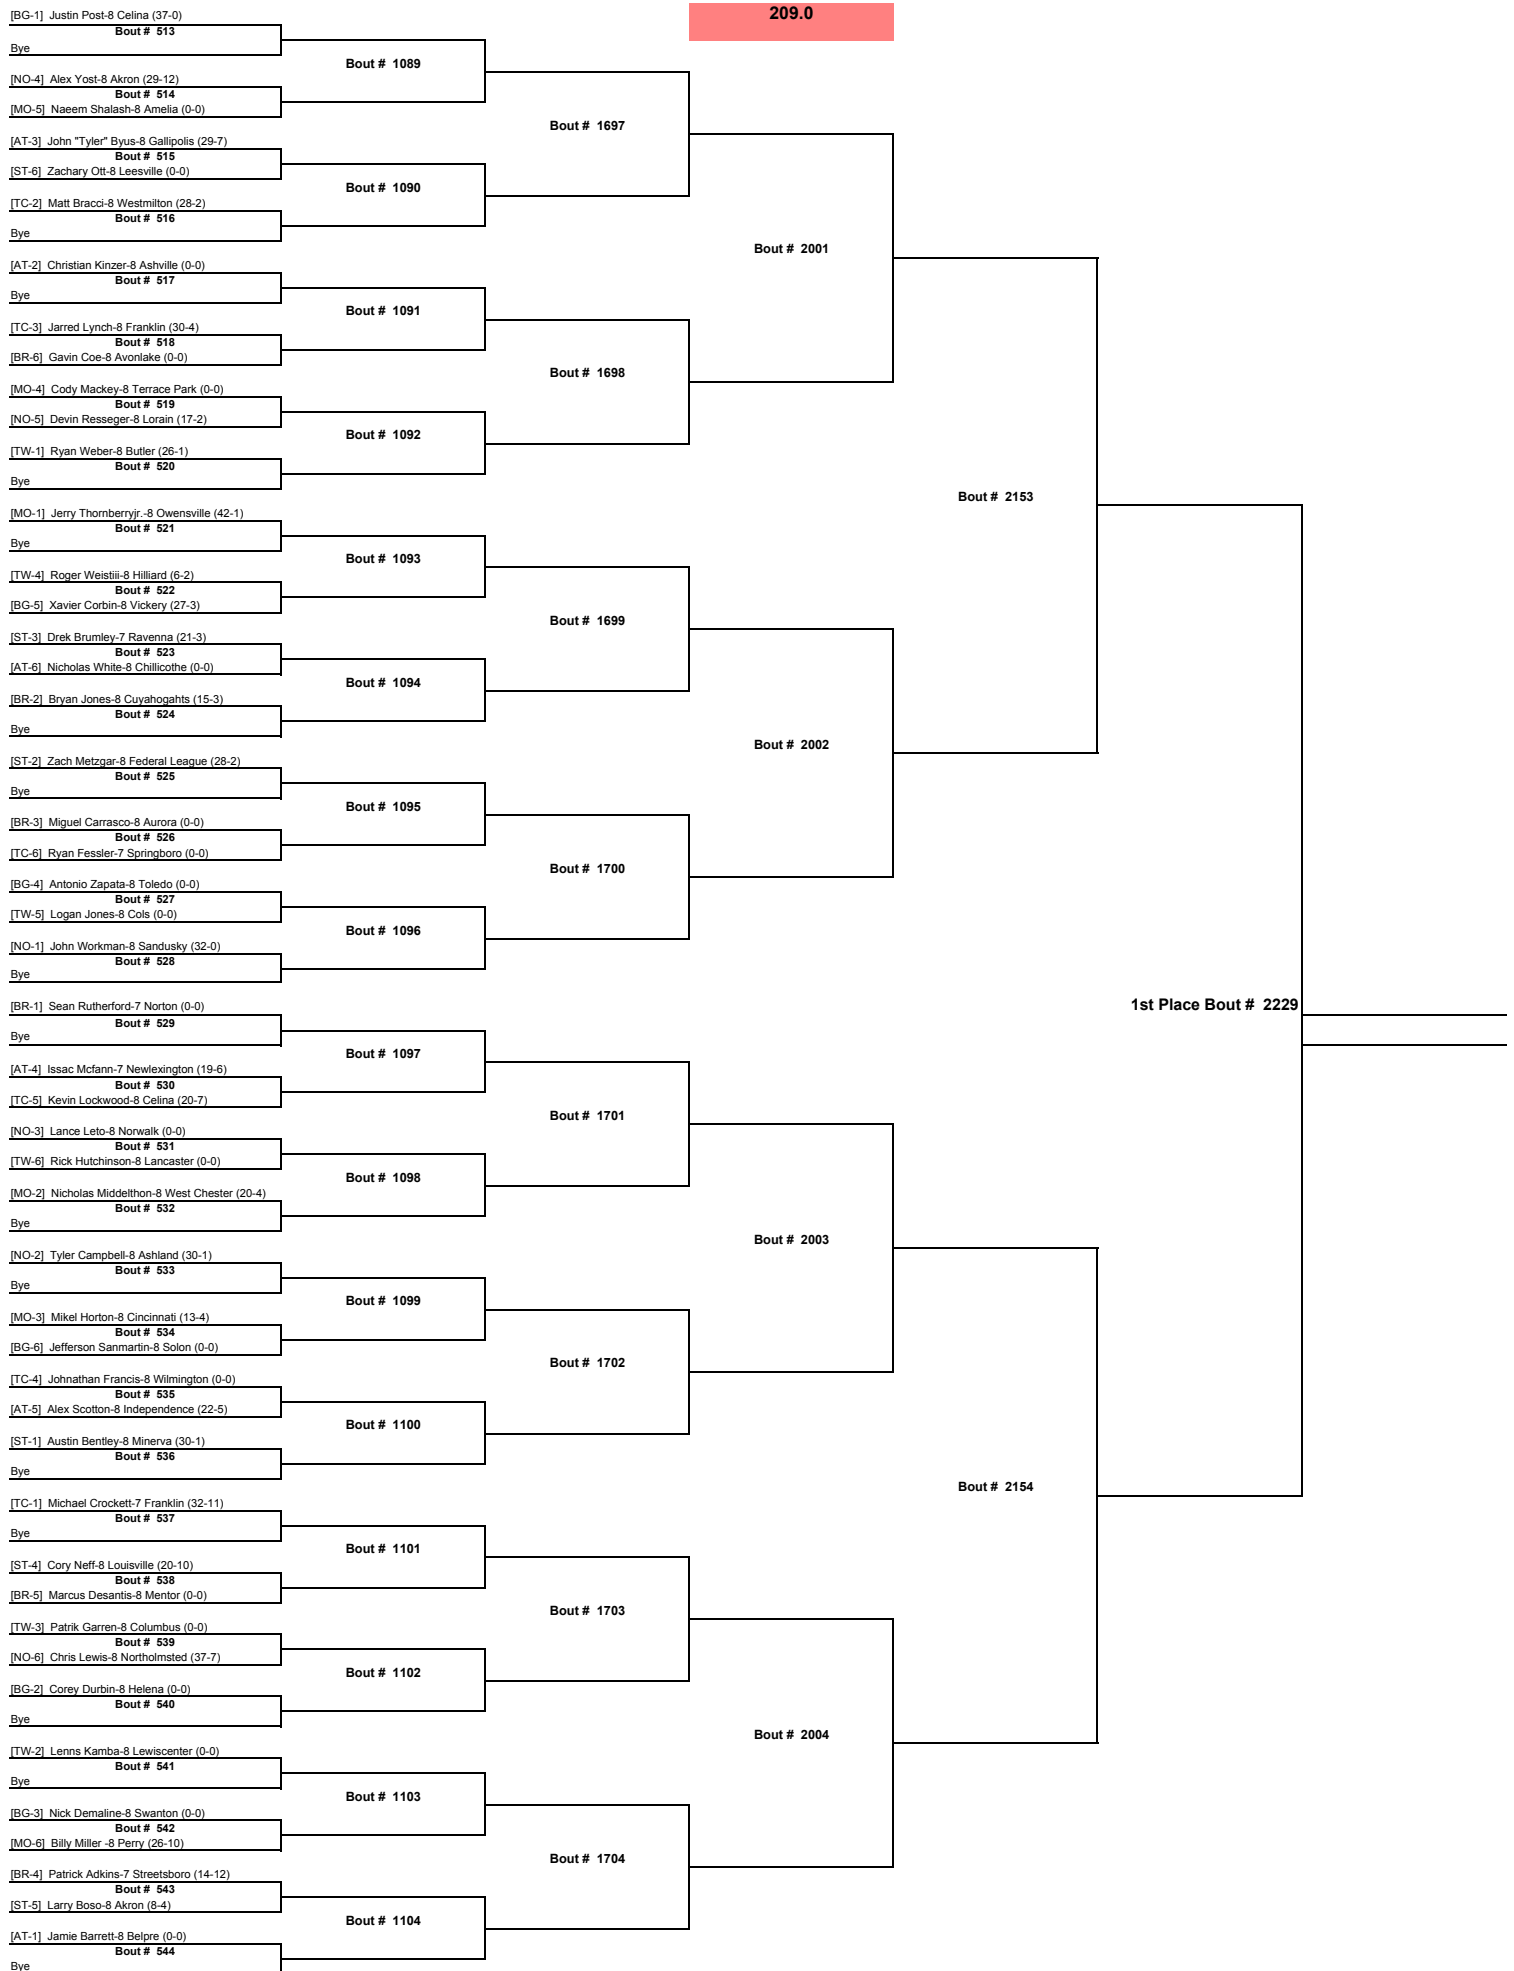 209.0
[BG-1] Justin Post-8 Celina (37-0)
Bout # 513
Bye
Bout # 1089
[NO-4] Alex Yost-8 Akron (29-12)
Bout # 514
[MO-5] Naeem Shalash-8 Amelia (0-0)
Bout # 1697
[AT-3] John "Tyler" Byus-8 Gallipolis (29-7)
Bout # 515
[ST-6] Zachary Ott-8 Leesville (0-0)
Bout # 1090
[TC-2] Matt Bracci-8 Westmilton (28-2)
Bout # 516
Bye
Bout # 2001
[AT-2] Christian Kinzer-8 Ashville (0-0)
Bout # 517
Bye
Bout # 1091
[TC-3] Jarred Lynch-8 Franklin (30-4)
Bout # 518
[BR-6] Gavin Coe-8 Avonlake (0-0)
Bout # 1698
[MO-4] Cody Mackey-8 Terrace Park (0-0)
Bout # 519
[NO-5] Devin Resseger-8 Lorain (17-2)
Bout # 1092
[TW-1] Ryan Weber-8 Butler (26-1)
Bout # 520
Bye
Bout # 2153
[MO-1] Jerry Thornberryjr.-8 Owensville (42-1)
Bout # 521
Bye
Bout # 1093
[TW-4] Roger Weistiii-8 Hilliard (6-2)
Bout # 522
[BG-5] Xavier Corbin-8 Vickery (27-3)
Bout # 1699
[ST-3] Drek Brumley-7 Ravenna (21-3)
Bout # 523
[AT-6] Nicholas White-8 Chillicothe (0-0)
Bout # 1094
[BR-2] Bryan Jones-8 Cuyahogahts (15-3)
Bout # 524
Bye
Bout # 2002
[ST-2] Zach Metzgar-8 Federal League (28-2)
Bout # 525
Bye
Bout # 1095
[BR-3] Miguel Carrasco-8 Aurora (0-0)
Bout # 526
[TC-6] Ryan Fessler-7 Springboro (0-0)
Bout # 1700
[BG-4] Antonio Zapata-8 Toledo (0-0)
Bout # 527
[TW-5] Logan Jones-8 Cols (0-0)
Bout # 1096
[NO-1] John Workman-8 Sandusky (32-0)
Bout # 528
Bye
1st Place Bout # 2229
[BR-1] Sean Rutherford-7 Norton (0-0)
Bout # 529
Bye
Bout # 1097
[AT-4] Issac Mcfann-7 Newlexington (19-6)
Bout # 530
[TC-5] Kevin Lockwood-8 Celina (20-7)
Bout # 1701
[NO-3] Lance Leto-8 Norwalk (0-0)
Bout # 531
[TW-6] Rick Hutchinson-8 Lancaster (0-0)
Bout # 1098
[MO-2] Nicholas Middelthon-8 West Chester (20-4)
Bout # 532
Bye
Bout # 2003
[NO-2] Tyler Campbell-8 Ashland (30-1)
Bout # 533
Bye
Bout # 1099
[MO-3] Mikel Horton-8 Cincinnati (13-4)
Bout # 534
[BG-6] Jefferson Sanmartin-8 Solon (0-0)
Bout # 1702
[TC-4] Johnathan Francis-8 Wilmington (0-0)
Bout # 535
[AT-5] Alex Scotton-8 Independence (22-5)
Bout # 1100
[ST-1] Austin Bentley-8 Minerva (30-1)
Bout # 536
Bye
Bout # 2154
[TC-1] Michael Crockett-7 Franklin (32-11)
Bout # 537
Bye
Bout # 1101
[ST-4] Cory Neff-8 Louisville (20-10)
Bout # 538
[BR-5] Marcus Desantis-8 Mentor (0-0)
Bout # 1703
[TW-3] Patrik Garren-8 Columbus (0-0)
Bout # 539
[NO-6] Chris Lewis-8 Northolmsted (37-7)
Bout # 1102
[BG-2] Corey Durbin-8 Helena (0-0)
Bout # 540
Bye
Bout # 2004
[TW-2] Lenns Kamba-8 Lewiscenter (0-0)
Bout # 541
Bye
Bout # 1103
[BG-3] Nick Demaline-8 Swanton (0-0)
Bout # 542
[MO-6] Billy Miller -8 Perry (26-10)
Bout # 1704
[BR-4] Patrick Adkins-7 Streetsboro (14-12)
Bout # 543
[ST-5] Larry Boso-8 Akron (8-4)
Bout # 1104
[AT-1] Jamie Barrett-8 Belpre (0-0)
Bout # 544
Bye